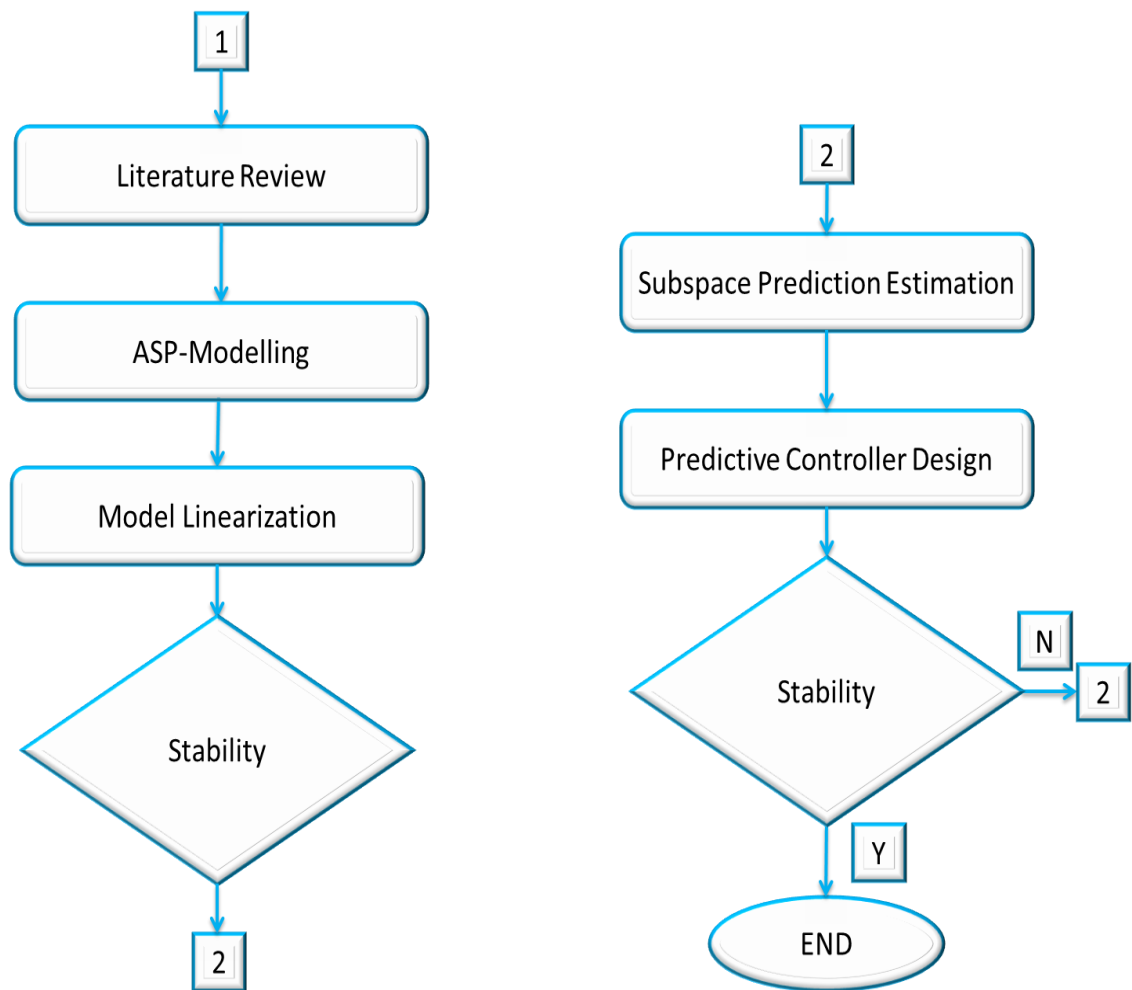 1
Literature Review
ASP-Modelling
Model Linearization
Stability
2
2
Subspace Prediction Estimation
Predictive Controller Design
Stability
N
2
Y
END